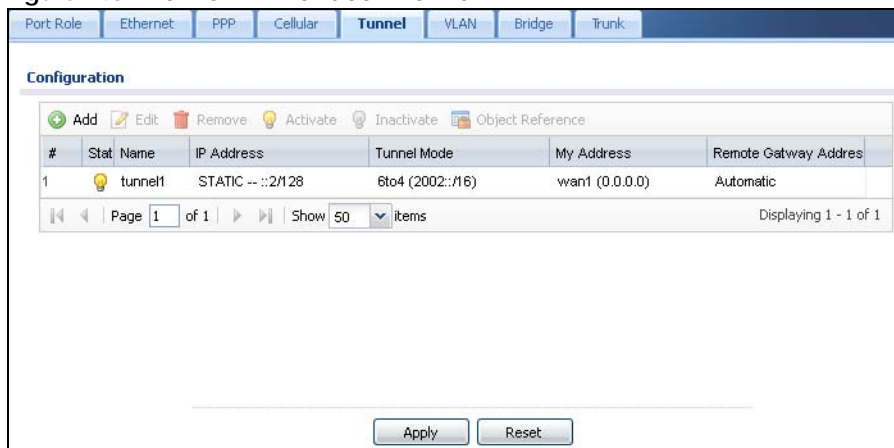 Port Role Ethernet PPP Cellular Tunnel VLAN Bridge Trunk
Configuration
Add Edit Remove Activate Inactivate Object Reference
# Stat Name IP Address Tunnel Mode My Address Remote Gatway Addres
1 tunnel1 STATIC -- ::2/128 6to4 (2002::/16) wan1 (0.0.0.0) Automatic
Page 1 of 1 Show 50 items Displaying 1 - 1 of 1
Apply Reset